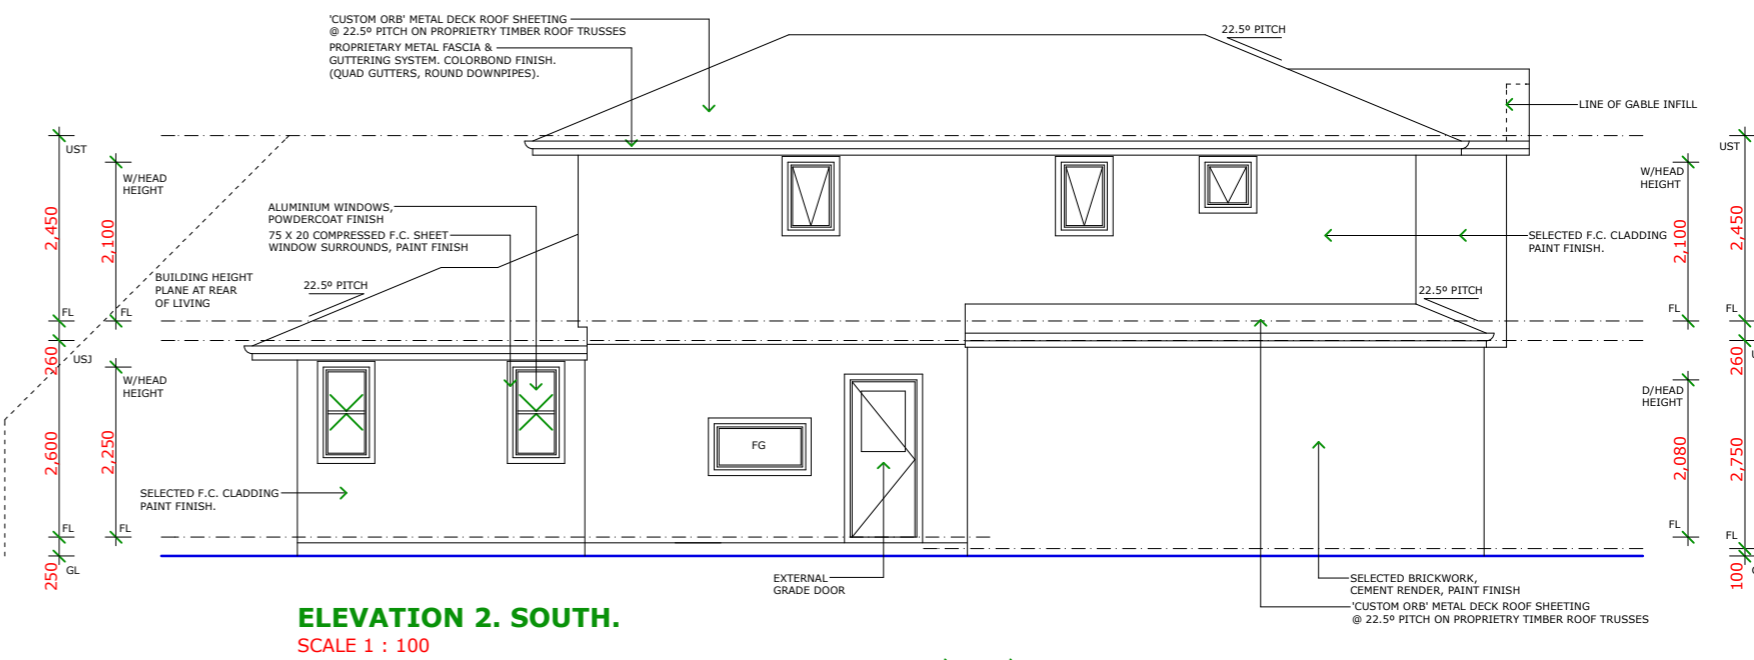 'CUSTOM ORB' METAL DECK ROOF SHEETING
@ 22.5º PITCH ON PROPRIETRY TIMBER ROOF TRUSSES
PROPRIETARY METAL FASCIA &
GUTTERING SYSTEM. COLORBOND FINISH.
(QUAD GUTTERS, ROUND DOWNPIPES).
22.5º PITCH
LINE OF GABLE INFILL
UST
W/HEAD
HEIGHT
2,450
2,100
ALUMINIUM WINDOWS,
POWDERCOAT FINISH
75 X 20 COMPRESSED F.C. SHEET
WINDOW SURROUNDS, PAINT FINISH
BUILDING HEIGHT
PLANE AT REAR
OF LIVING
22.5º PITCH
FL
FL
260
USJ
W/HEAD
HEIGHT
2,600
2,250
SELECTED F.C. CLADDING
PAINT FINISH.
FL
FL
250
GL
FG
EXTERNAL
GRADE DOOR
UST
W/HEAD
HEIGHT
2,100
2,450
SELECTED F.C. CLADDING
PAINT FINISH.
22.5º PITCH
FL
FL
260
D/HEAD
HEIGHT
2,080
2,750
FL
FL
100
SELECTED BRICKWORK,
CEMENT RENDER, PAINT FINISH
'CUSTOM ORB' METAL DECK ROOF SHEETING
@ 22.5º PITCH ON PROPRIETRY TIMBER ROOF TRUSSES
ELEVATION 2. SOUTH.
SCALE 1 : 100